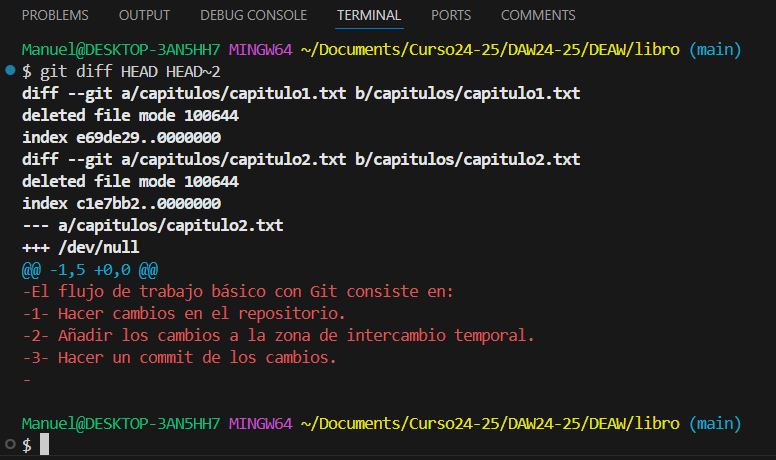 PROBLEMS OUTPUT DEBUG CONSOLE TERMINAL PORTS COMMENTS
Manuel@DESKTOP-3AN5HH7 MINGW64 ~/Documents/Curso24-25/DAW24-25/DEAW/libro (main)
$ git diff HEAD HEAD~2
diff --git a/capitulos/capitulo1.txt b/capitulos/capitulo1.txt
deleted file mode 100644
index e69de29..0000000
diff --git a/capitulos/capitulo2.txt b/capitulos/capitulo2.txt
deleted file mode 100644
index c1e7bb2..0000000
--- a/capitulos/capitulo2.txt
+++ /dev/null
@@ -1,5 +0,0 @@
-El flujo de trabajo básico con Git consiste en:
-1- Hacer cambios en el repositorio.
-2- Añadir los cambios a la zona de intercambio temporal.
-3- Hacer un commit de los cambios.
-
Manuel@DESKTOP-3AN5HH7 MINGW64 ~/Documents/Curso24-25/DAW24-25/DEAW/libro (main)
$